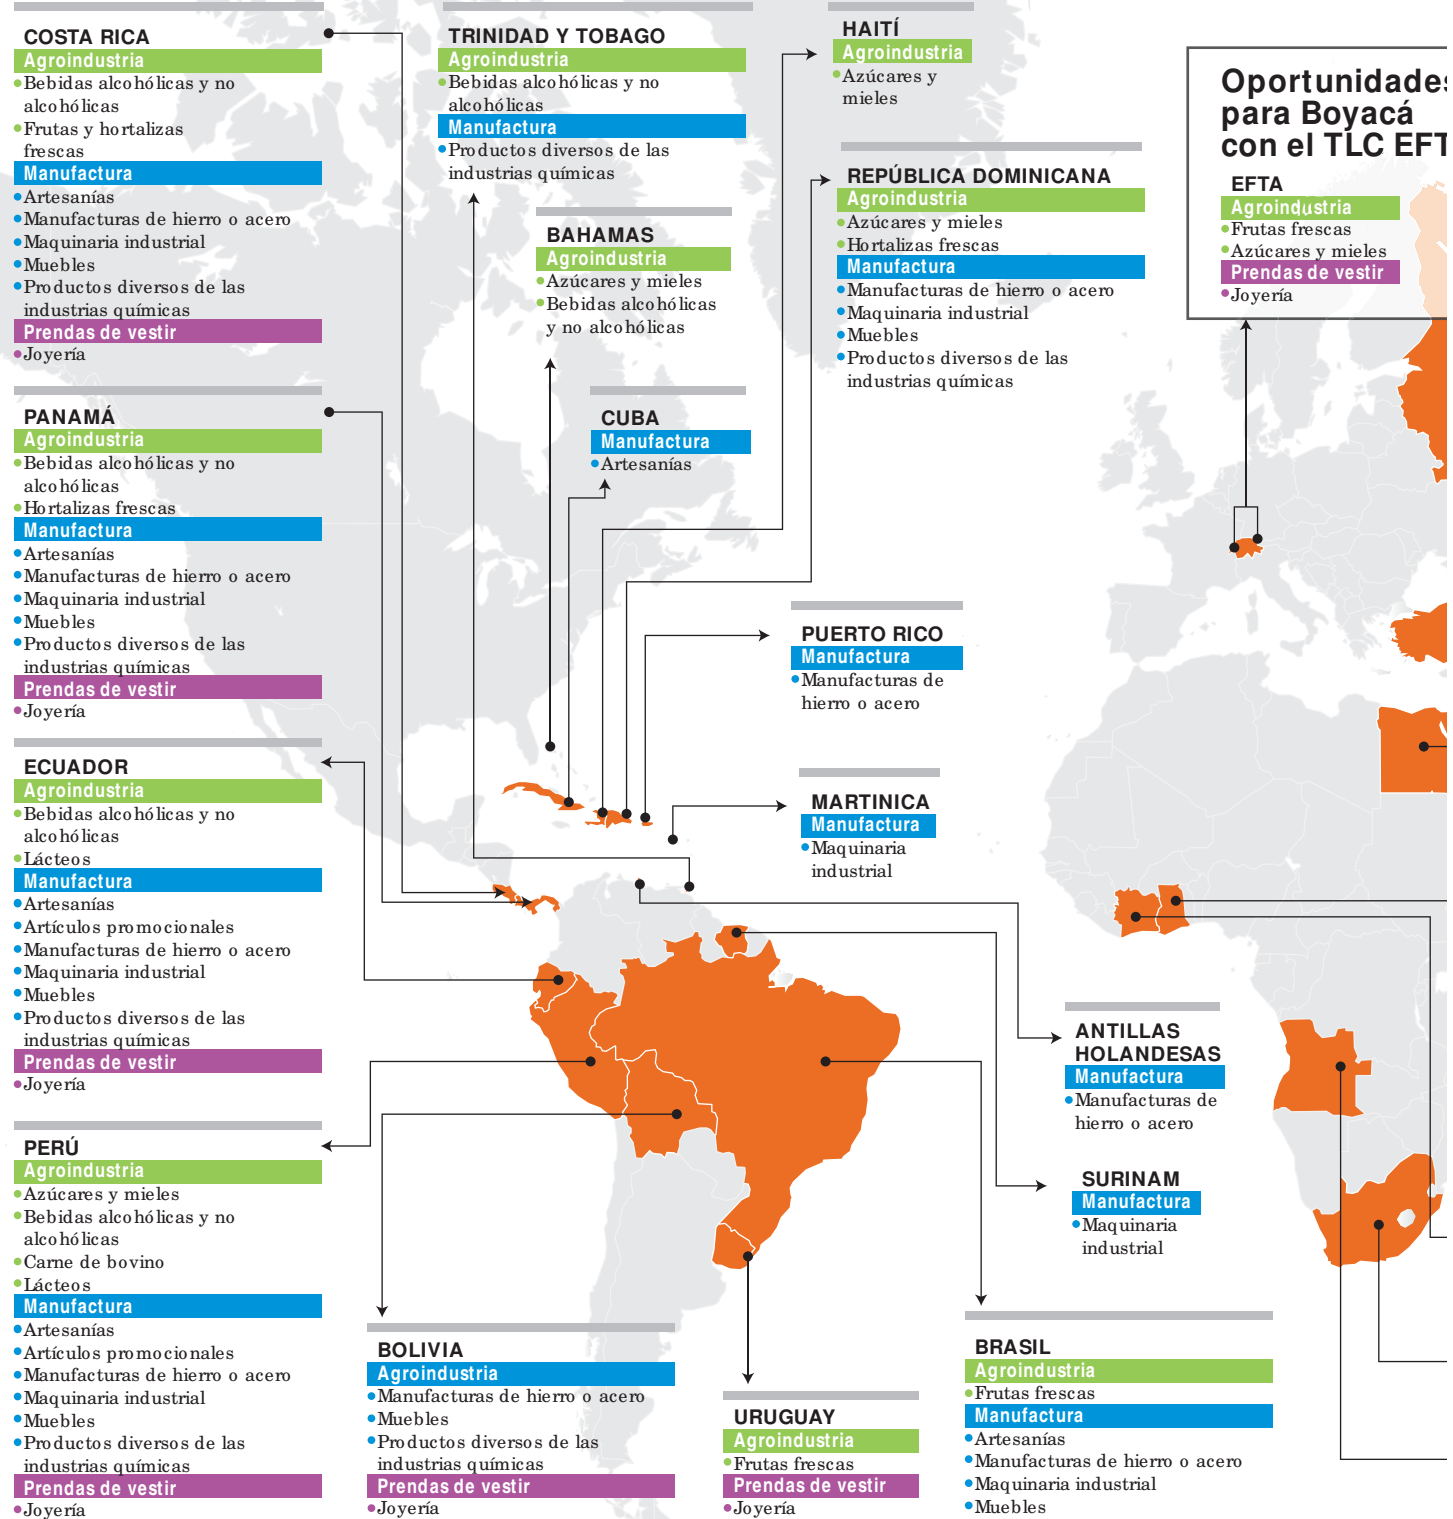 COSTA RICA
Agroindustria
Bebidas alcohólicas y no
alcohólicas
Frutas y hortalizas
frescas
Manufactura
Artesanías
Manufacturas de hierro o acero
Maquinaria industrial
Muebles
Productos diversos de las
industrias químicas
Prendas de vestir
Joyería
PANAMÁ
Agroindustria
Bebidas alcohólicas y no
alcohólicas
Hortalizas frescas
Manufactura
Artesanías
Manufacturas de hierro o acero
Maquinaria industrial
Muebles
Productos diversos de las
industrias químicas
Prendas de vestir
Joyería
ECUADOR
Agroindustria
Bebidas alcohólicas y no
alcohólicas
Lácteos
Manufactura
Artesanías
Artículos promocionales
Manufacturas de hierro o acero
Maquinaria industrial
Muebles
Productos diversos de las
industrias químicas
Prendas de vestir
Joyería
PERÚ
Agroindustria
Azúcares y mieles
Bebidas alcohólicas y no
alcohólicas
Carne de bovino
Lácteos
Manufactura
Artesanías
Artículos promocionales
Manufacturas de hierro o acero
Maquinaria industrial
Muebles
Productos diversos de las
industrias químicas
Prendas de vestir
Joyería
TRINIDAD Y TOBAGO
Agroindustria
Bebidas alcohólicas y no
alcohólicas
Manufactura
Productos diversos de las
industrias químicas
BAHAMAS
Agroindustria
Azúcares y mieles
Bebidas alcohólicas
y no alcohólicas
CUBA
Manufactura
Artesanías
HAITÍ
Agroindustria
Azúcares y
mieles
REPÚBLICA DOMINICANA
Agroindustria
Azúcares y mieles
Hortalizas frescas
Manufactura
Manufacturas de hierro o acero
Maquinaria industrial
Muebles
Productos diversos de las
industrias químicas
PUERTO RICO
Manufactura
Manufacturas de
hierro o acero
MARTINICA
Manufactura
Maquinaria
industrial
Oportunidades
para Boyacá
con el TLC EFT
EFTA
Agroindustria
Frutas frescas
Azúcares y mieles
Prendas de vestir
Joyería
ANTILLAS
HOLANDESAS
Manufactura
Manufacturas de
hierro o acero
SURINAM
Manufactura
Maquinaria
industrial
BOLIVIA
Agroindustria
Manufacturas de hierro o acero
Muebles
Productos diversos de las
industrias químicas
Prendas de vestir
Joyería
URUGUAY
Agroindustria
Frutas frescas
Prendas de vestir
Joyería
BRASIL
Agroindustria
Frutas frescas
Manufactura
Artesanías
Manufacturas de hierro o acero
Maquinaria industrial
Muebles